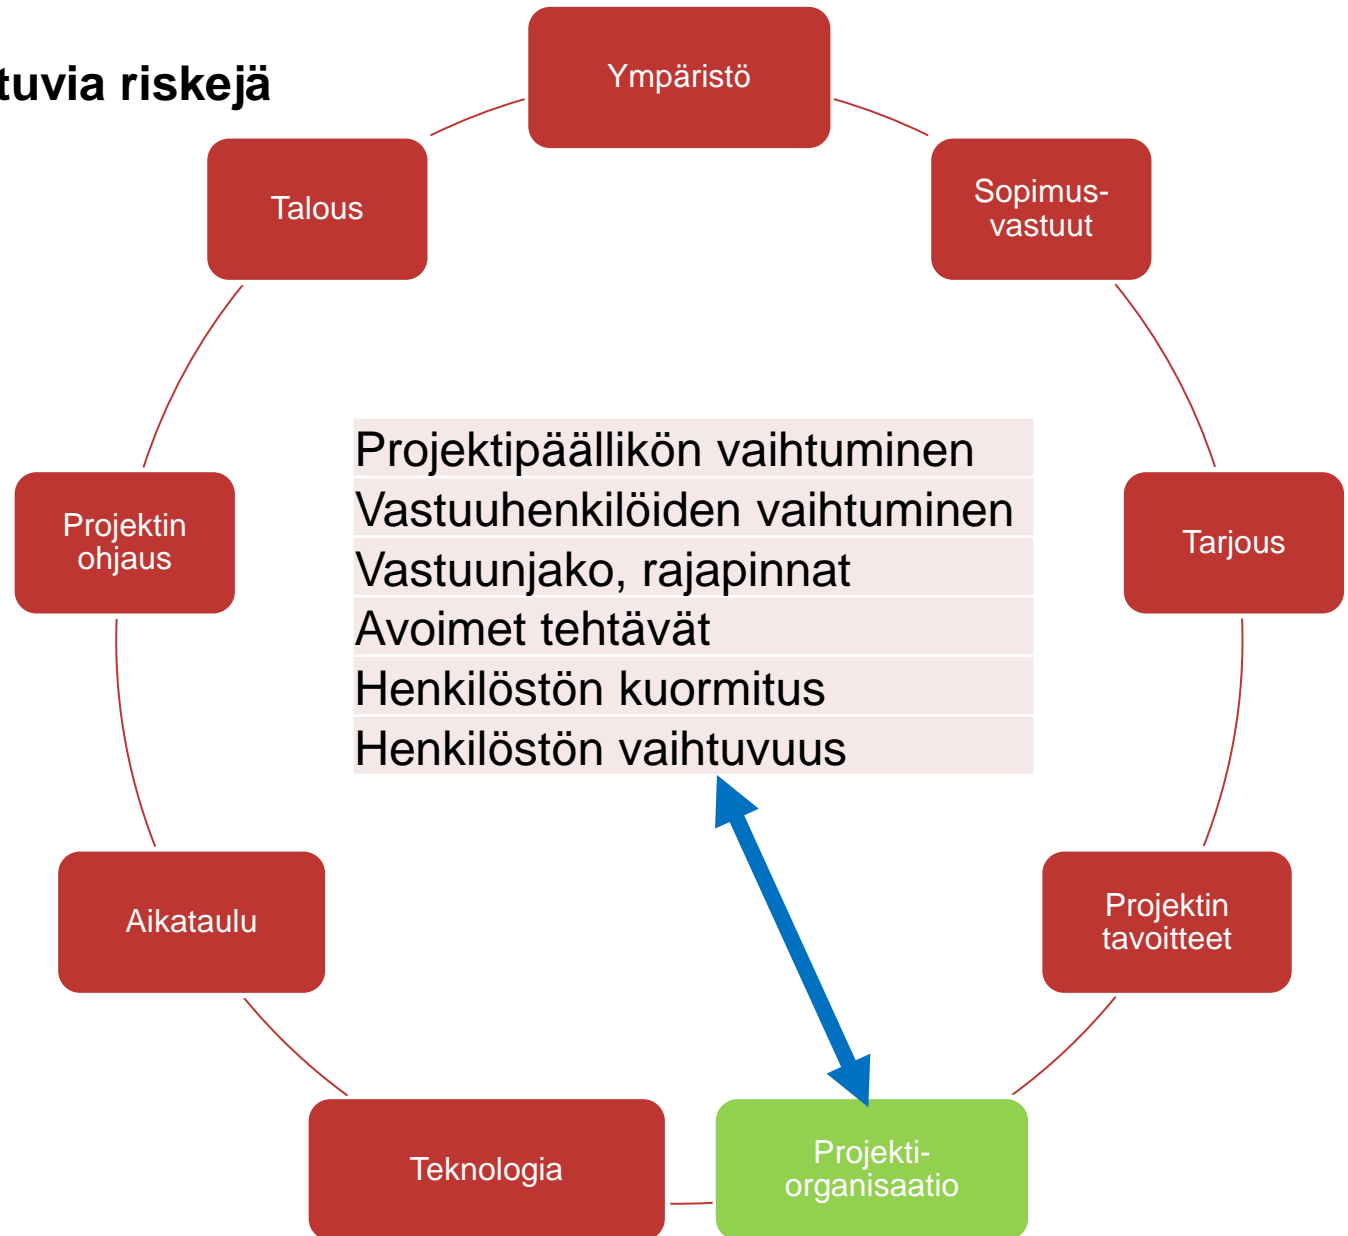 tuvia riskejä
Ympäristö
Talous
Sopimus-
vastuut
Projektipäällikön vaihtuminen
Vastuuhenkilöiden vaihtuminen
Vastuunjako, rajapinnat
Avoimet tehtävät
Henkilöstön kuormitus
Henkilöstön vaihtuvuus
Projektin
ohjaus
Tarjous
Aikataulu
Projektin
tavoitteet
Teknologia
Projekti-
organisaatio